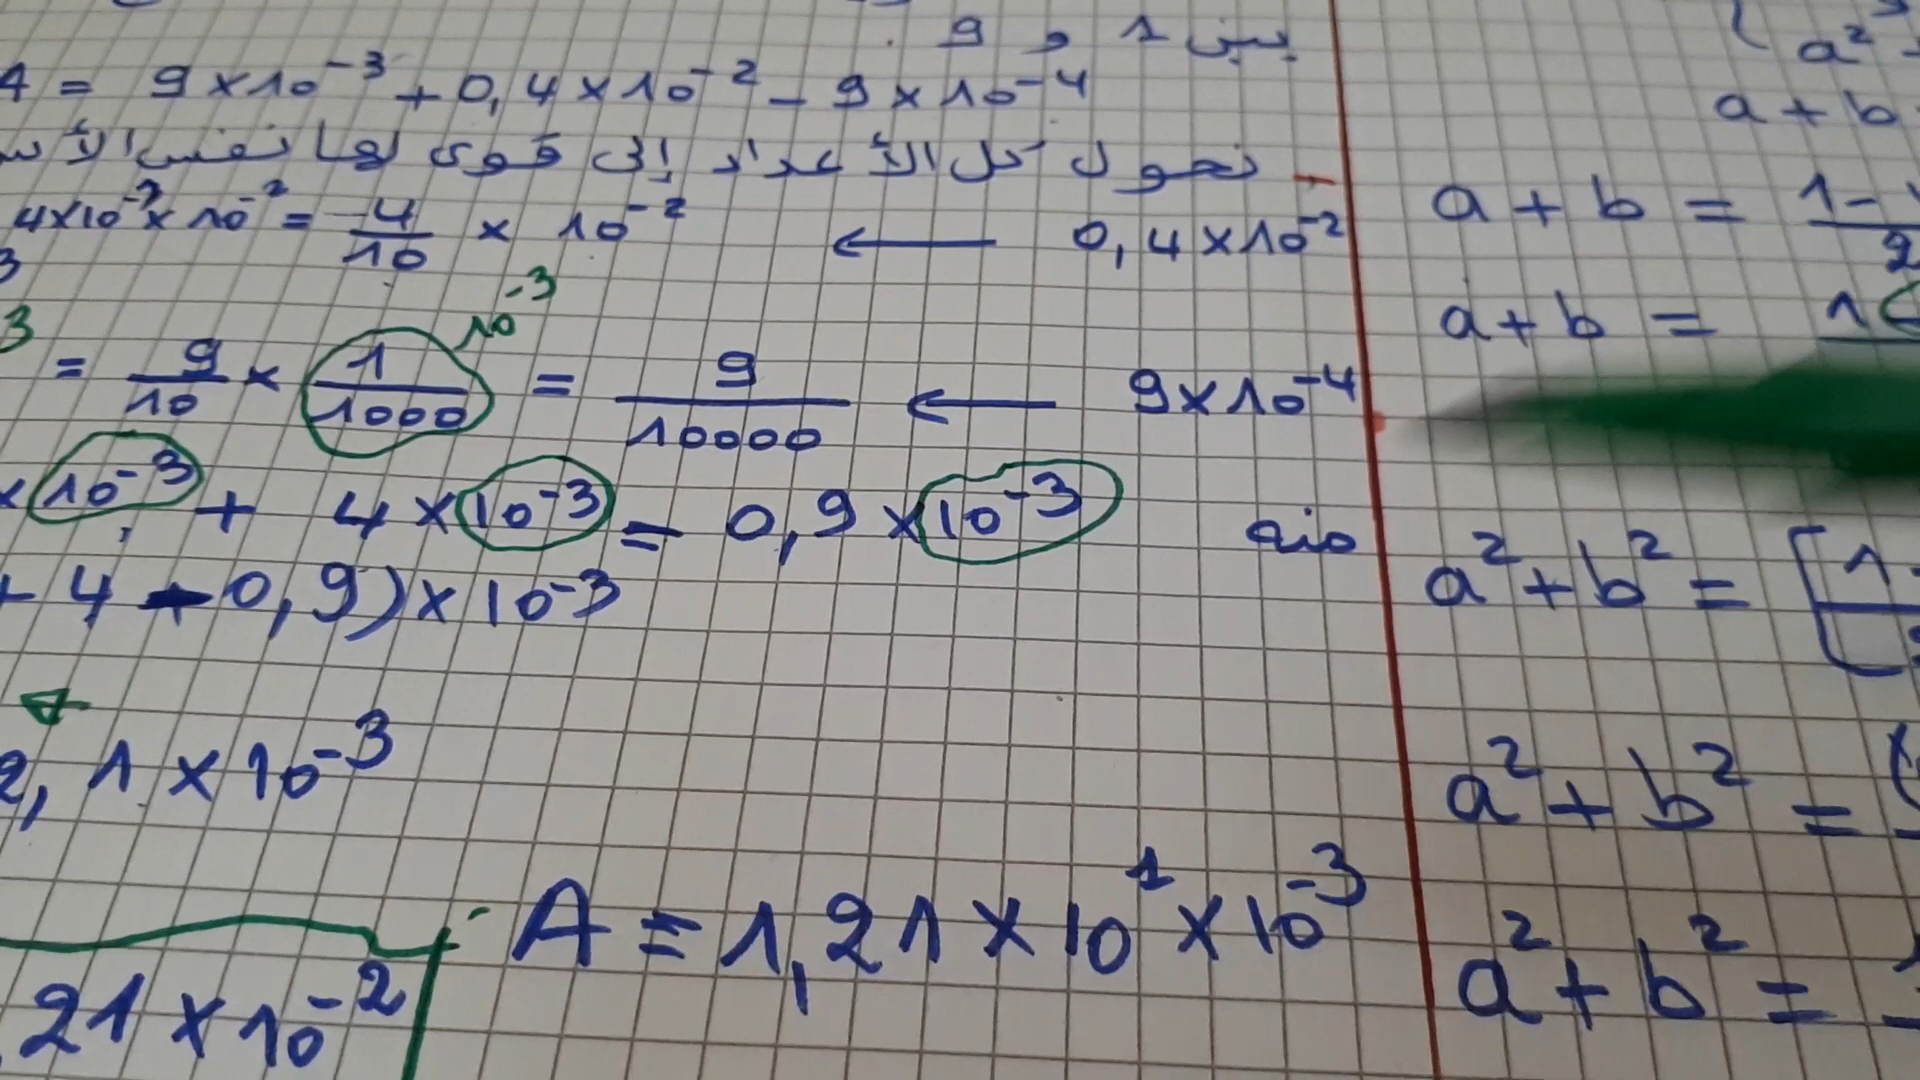 بين 1 و 9 .
A = 9×10⁻³ + 0,4×10⁻² - 9×10⁻⁴
- نحول كل الأعداد إلى قوى لها نفس
0,4×10⁻² ← 4/10 × 10⁻² = 4×10⁻¹ × 10⁻²
10⁻³
9×10⁻⁴ ← 9/10000 = 9/10 × 1/1000 =
منه ×10⁻³ + 4×10⁻³ = 0,9×10⁻³
+ 4 - 0,9)×10⁻³
2,1×10⁻³
A = 1,21×10¹×10⁻³
21×10⁻²
a²
a + b
a + b = 1-
a + b = 1
a² + b² = [1-
a² + b² = (
a² + b² =